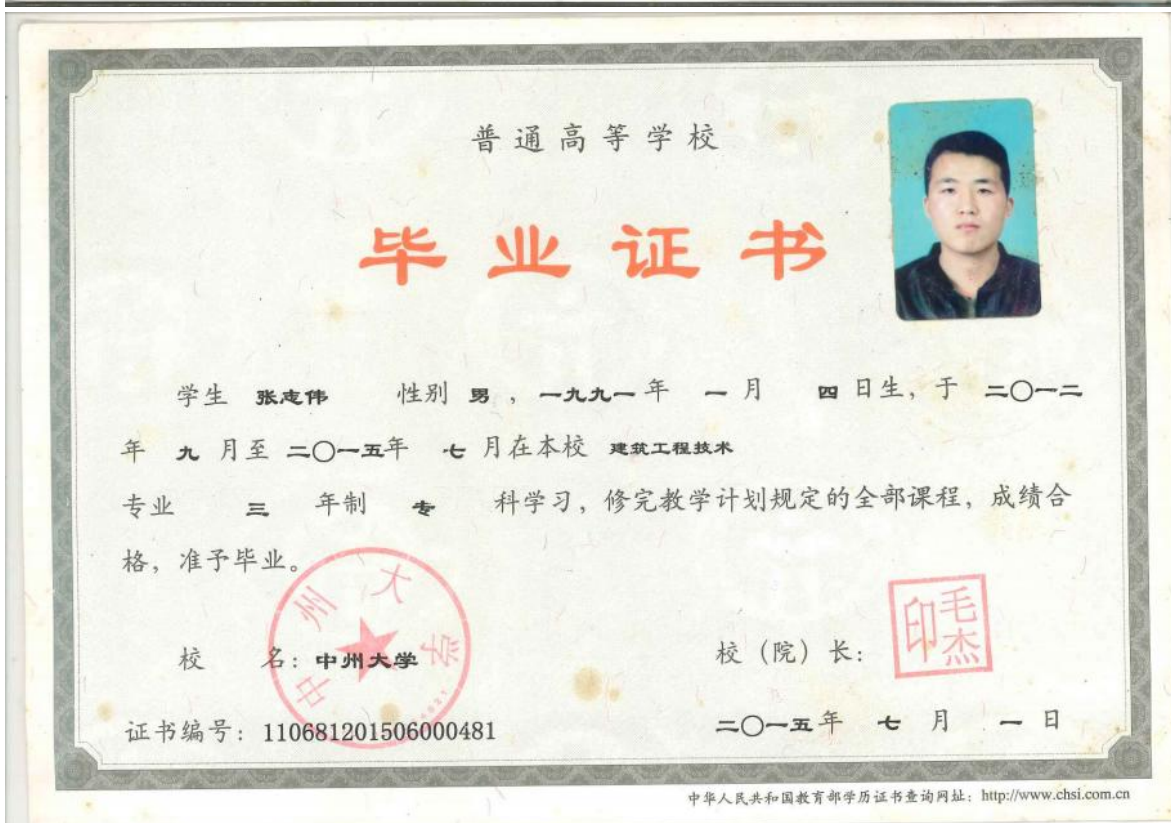 普通高等学校
毕业证书
学生 张志伟 性别 男 ，一九九一 年 一 月 四 日生，于 二〇一二
年 九 月至 二〇一五年 七 月在本校 建筑工程技术
专业 三 年制 专 科学习，修完教学计划规定的全部课程，成绩合
格，准予毕业。
中州大学
校 名：中州大学
校（院）长：
毛杰印
证书编号：110681201506000481
二〇一五年 七 月 一 日
中华人民共和国教育部学历证书查询网址：http://www.chsi.com.cn